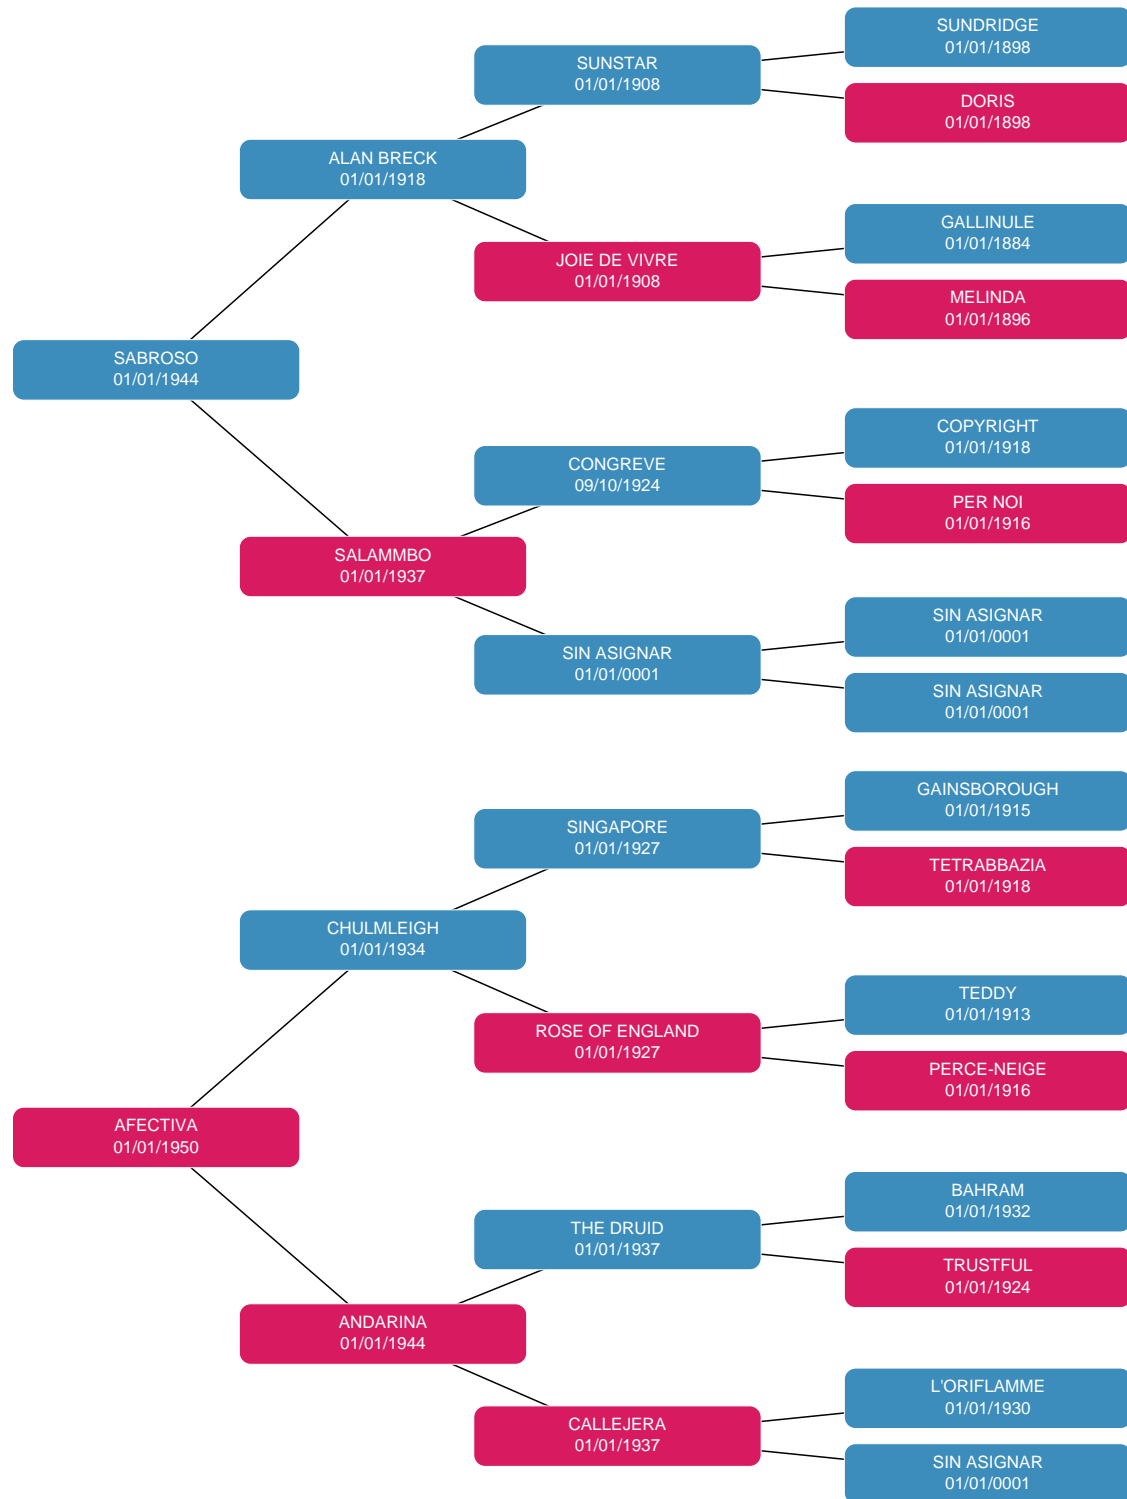 SUNDRIDGE
01/01/1898
SUNSTAR
01/01/1908
DORIS
01/01/1898
ALAN BRECK
01/01/1918
GALLINULE
01/01/1884
JOIE DE VIVRE
01/01/1908
MELINDA
01/01/1896
SABROSO
01/01/1944
COPYRIGHT
01/01/1918
CONGREVE
09/10/1924
PER NOI
01/01/1916
SALAMMBO
01/01/1937
SIN ASIGNAR
01/01/0001
SIN ASIGNAR
01/01/0001
SIN ASIGNAR
01/01/0001
GAINSBOROUGH
01/01/1915
SINGAPORE
01/01/1927
TETRABBAZIA
01/01/1918
CHULMLEIGH
01/01/1934
TEDDY
01/01/1913
ROSE OF ENGLAND
01/01/1927
PERCE-NEIGE
01/01/1916
AFECTIVA
01/01/1950
BAHRAM
01/01/1932
THE DRUID
01/01/1937
TRUSTFUL
01/01/1924
ANDARINA
01/01/1944
L'ORIFLAMME
01/01/1930
CALLEJERA
01/01/1937
SIN ASIGNAR
01/01/0001